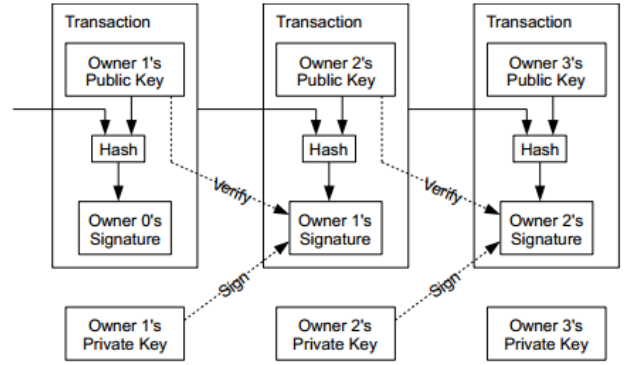 Transaction
Transaction
Transaction
Owner 1's
Public Key
Owner 2's
Public Key
Owner 3's
Public Key
Hash
Hash
Hash
Verify
Verify
Owner 0's
Signature
Owner 1's
Signature
Owner 2's
Signature
Sign
Sign
Owner 1's
Private Key
Owner 2's
Private Key
Owner 3's
Private Key